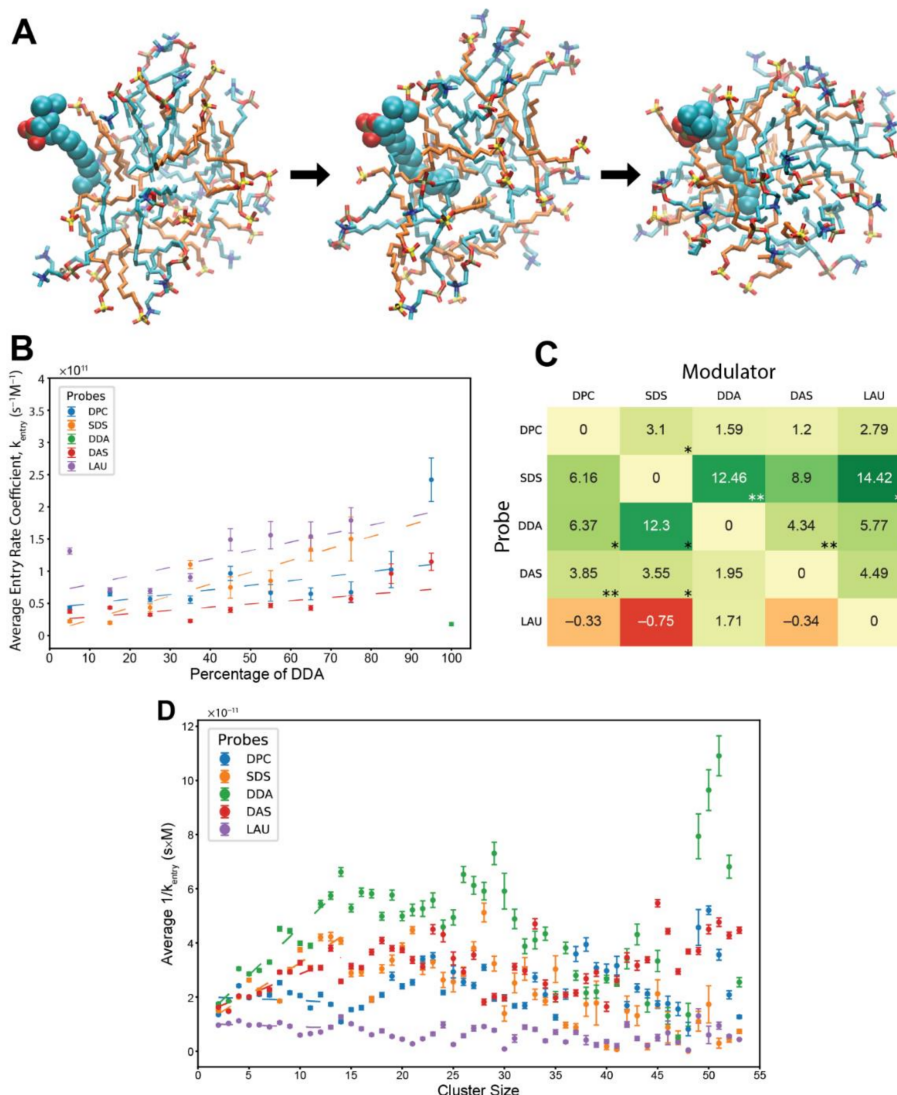 A
B
×10¹¹
Average Entry Rate Coefficient, k_entry (s⁻¹M⁻¹)
4
3.5
3
2.5
2.0
1.5
1.0
0.5
0
Probes
DPC
SDS
DDA
DAS
LAU
0 20 40 60 80 100
Percentage of DDA
C
Modulator
DPC SDS DDA DAS LAU
Probe
DPC 0 3.1 * 1.59 1.2 2.79
SDS 6.16 0 12.46 ** 8.9 14.42
DDA 6.37 * 12.3 * 0 4.34 ** 5.77
DAS 3.85 ** 3.55 * 1.95 0 4.49
LAU −0.33 −0.75 1.71 −0.34 0
D
×10⁻¹¹
Average 1/k_entry (s×M)
12
10
8
6
4
2
0
Probes
DPC
SDS
DDA
DAS
LAU
0 5 10 15 20 25 30 35 40 45 50 55
Cluster Size